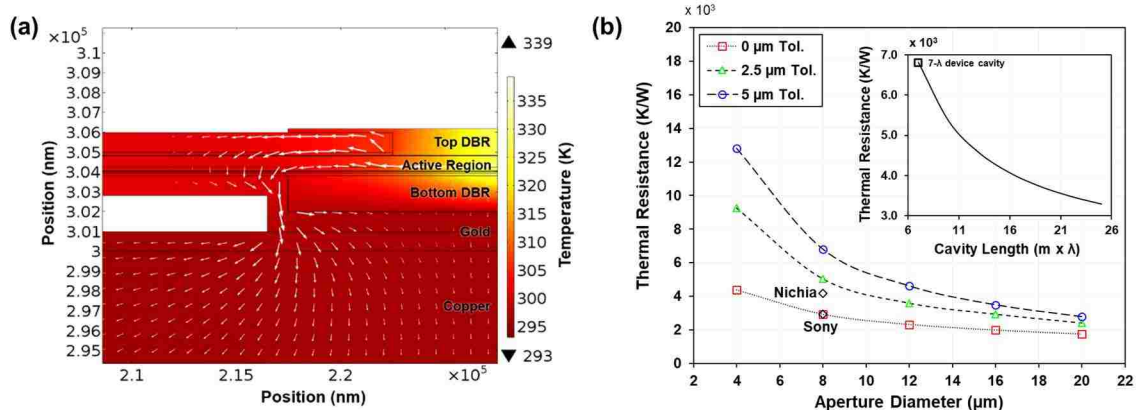 (a)
×10⁵
3.1
3.09
3.08
3.07
3.06
3.05
3.04
3.03
3.02
3.01
3
2.99
2.98
2.97
2.96
2.95
Position (nm)
Top DBR
Active Region
Bottom DBR
Gold
Copper
2.1
2.15
2.2
×10⁵
Position (nm)
339
335
330
325
320
315
310
305
300
295
293
Temperature (K)
(b)
x 10³
20
18
16
14
12
10
8
6
4
2
0
Thermal Resistance (K/W)
0 µm Tol.
2.5 µm Tol.
5 µm Tol.
Nichia
Sony
2 4 6 8 10 12 14 16 18 20 22
Aperture Diameter (µm)
x 10³
7.0
6.0
5.0
4.0
3.0
Thermal Resistance (K/W)
7-λ device cavity
6 11 16 21 26
Cavity Length (m x λ)